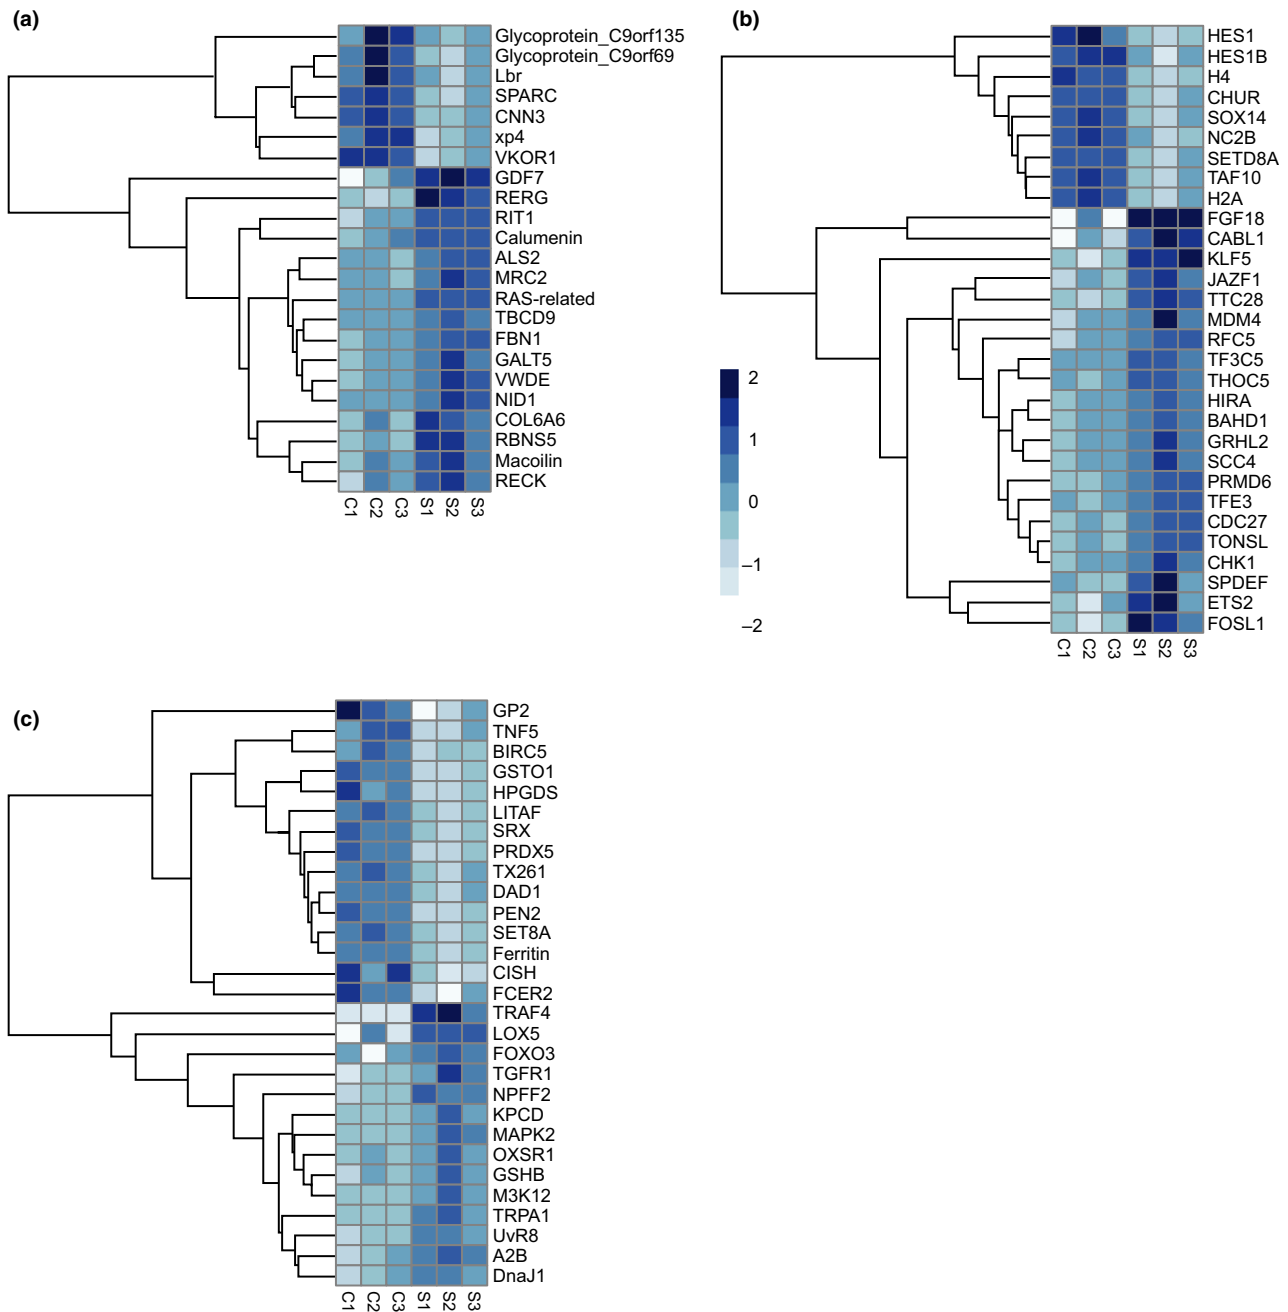 (a)
Glycoprotein_C9orf135
Glycoprotein_C9orf69
Lbr
SPARC
CNN3
xp4
VKOR1
GDF7
RERG
RIT1
Calumenin
ALS2
MRC2
RAS-related
TBCD9
FBN1
GALT5
VWDE
NID1
COL6A6
RBNS5
Macoilin
RECK
C1 C2 C3 S1 S2 S3
2
1
0
–1
–2
(b)
HES1
HES1B
H4
CHUR
SOX14
NC2B
SETD8A
TAF10
H2A
FGF18
CABL1
KLF5
JAZF1
TTC28
MDM4
RFC5
TF3C5
THOC5
HIRA
BAHD1
GRHL2
SCC4
PRMD6
TFE3
CDC27
TONSL
CHK1
SPDEF
ETS2
FOSL1
C1 C2 C3 S1 S2 S3
(c)
GP2
TNF5
BIRC5
GSTO1
HPGDS
LITAF
SRX
PRDX5
TX261
DAD1
PEN2
SET8A
Ferritin
CISH
FCER2
TRAF4
LOX5
FOXO3
TGFR1
NPFF2
KPCD
MAPK2
OXSR1
GSHB
M3K12
TRPA1
UvR8
A2B
DnaJ1
C1 C2 C3 S1 S2 S3